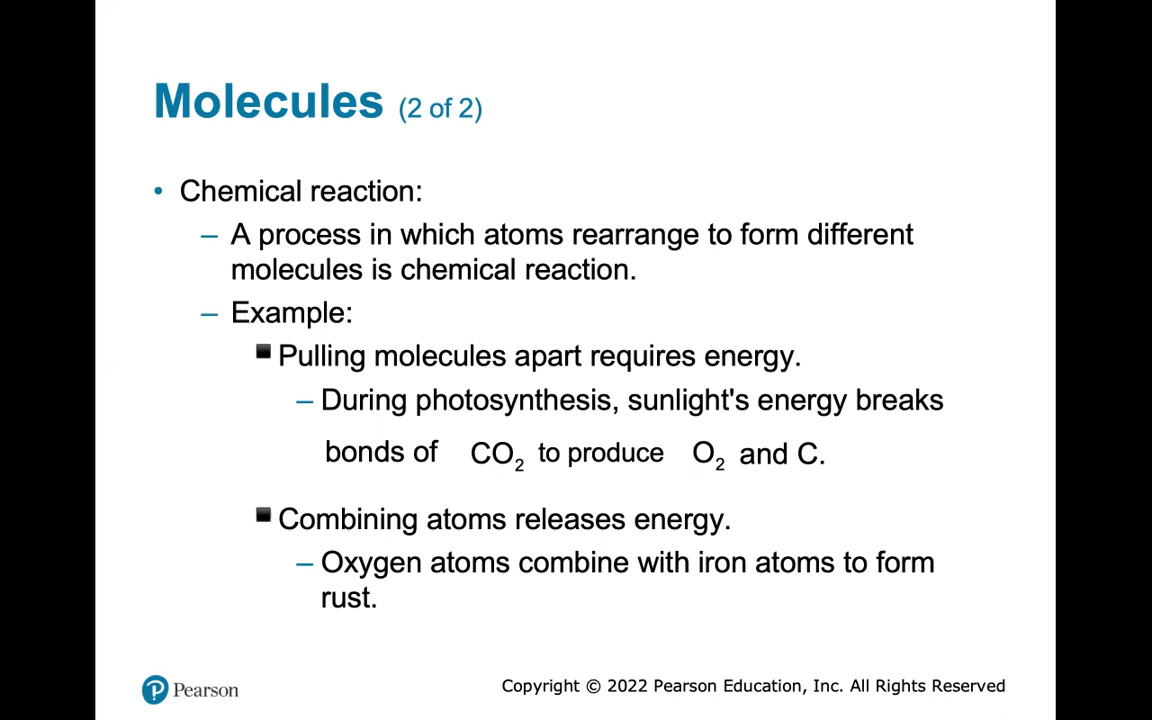 Molecules (2 of 2)
• Chemical reaction:
– A process in which atoms rearrange to form different
molecules is chemical reaction.
– Example:
▪ Pulling molecules apart requires energy.
– During photosynthesis, sunlight's energy breaks
bonds of CO₂ to produce O₂ and C.
▪ Combining atoms releases energy.
– Oxygen atoms combine with iron atoms to form
rust.
P Pearson
Copyright © 2022 Pearson Education, Inc. All Rights Reserved